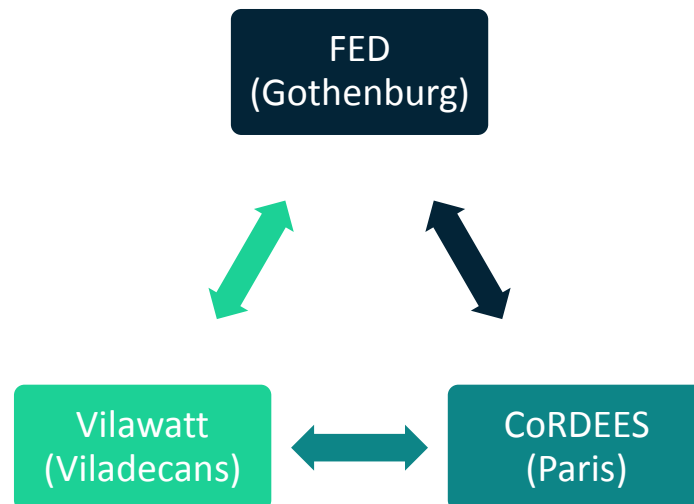 FED
(Gothenburg)
Vilawatt
(Viladecans)
CoRDEES
(Paris)